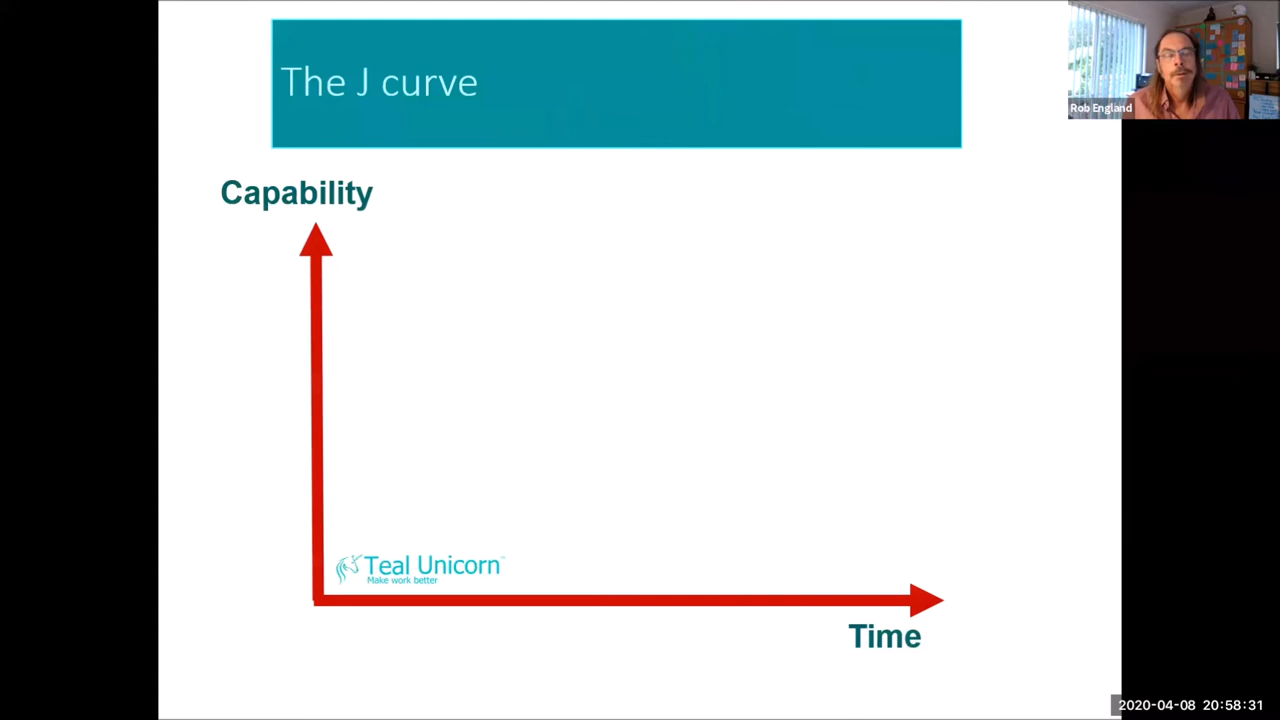 The J curve
Rob England
Capability
Teal Unicorn™
Make work better
Time
2020-04-08 20:58:31